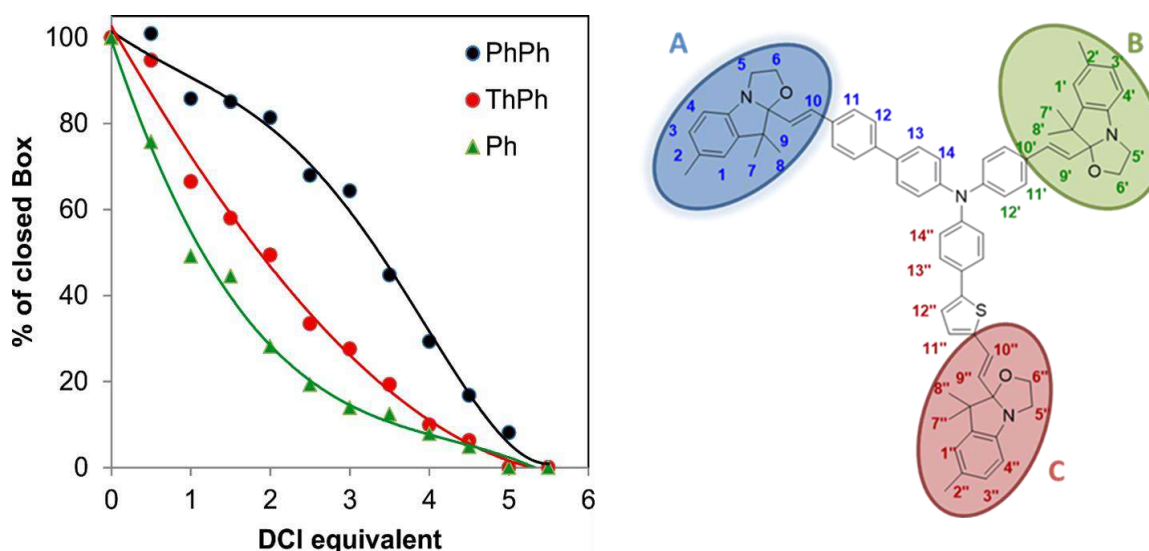 % of closed Box
100
80
60
40
20
0
0 1 2 3 4 5 6
DCl equivalent
PhPh
ThPh
Ph
A
B
C
1
2
3
4
5
6
7
8
9
10
11
12
13
14
N
O
1'
2'
3'
4'
5'
6'
7'
8'
9'
10'
11'
12'
N
O
N
14''
13''
12''
11''
S
10''
9''
8''
7''
6''
5'
4''
3''
2''
1''
O
N